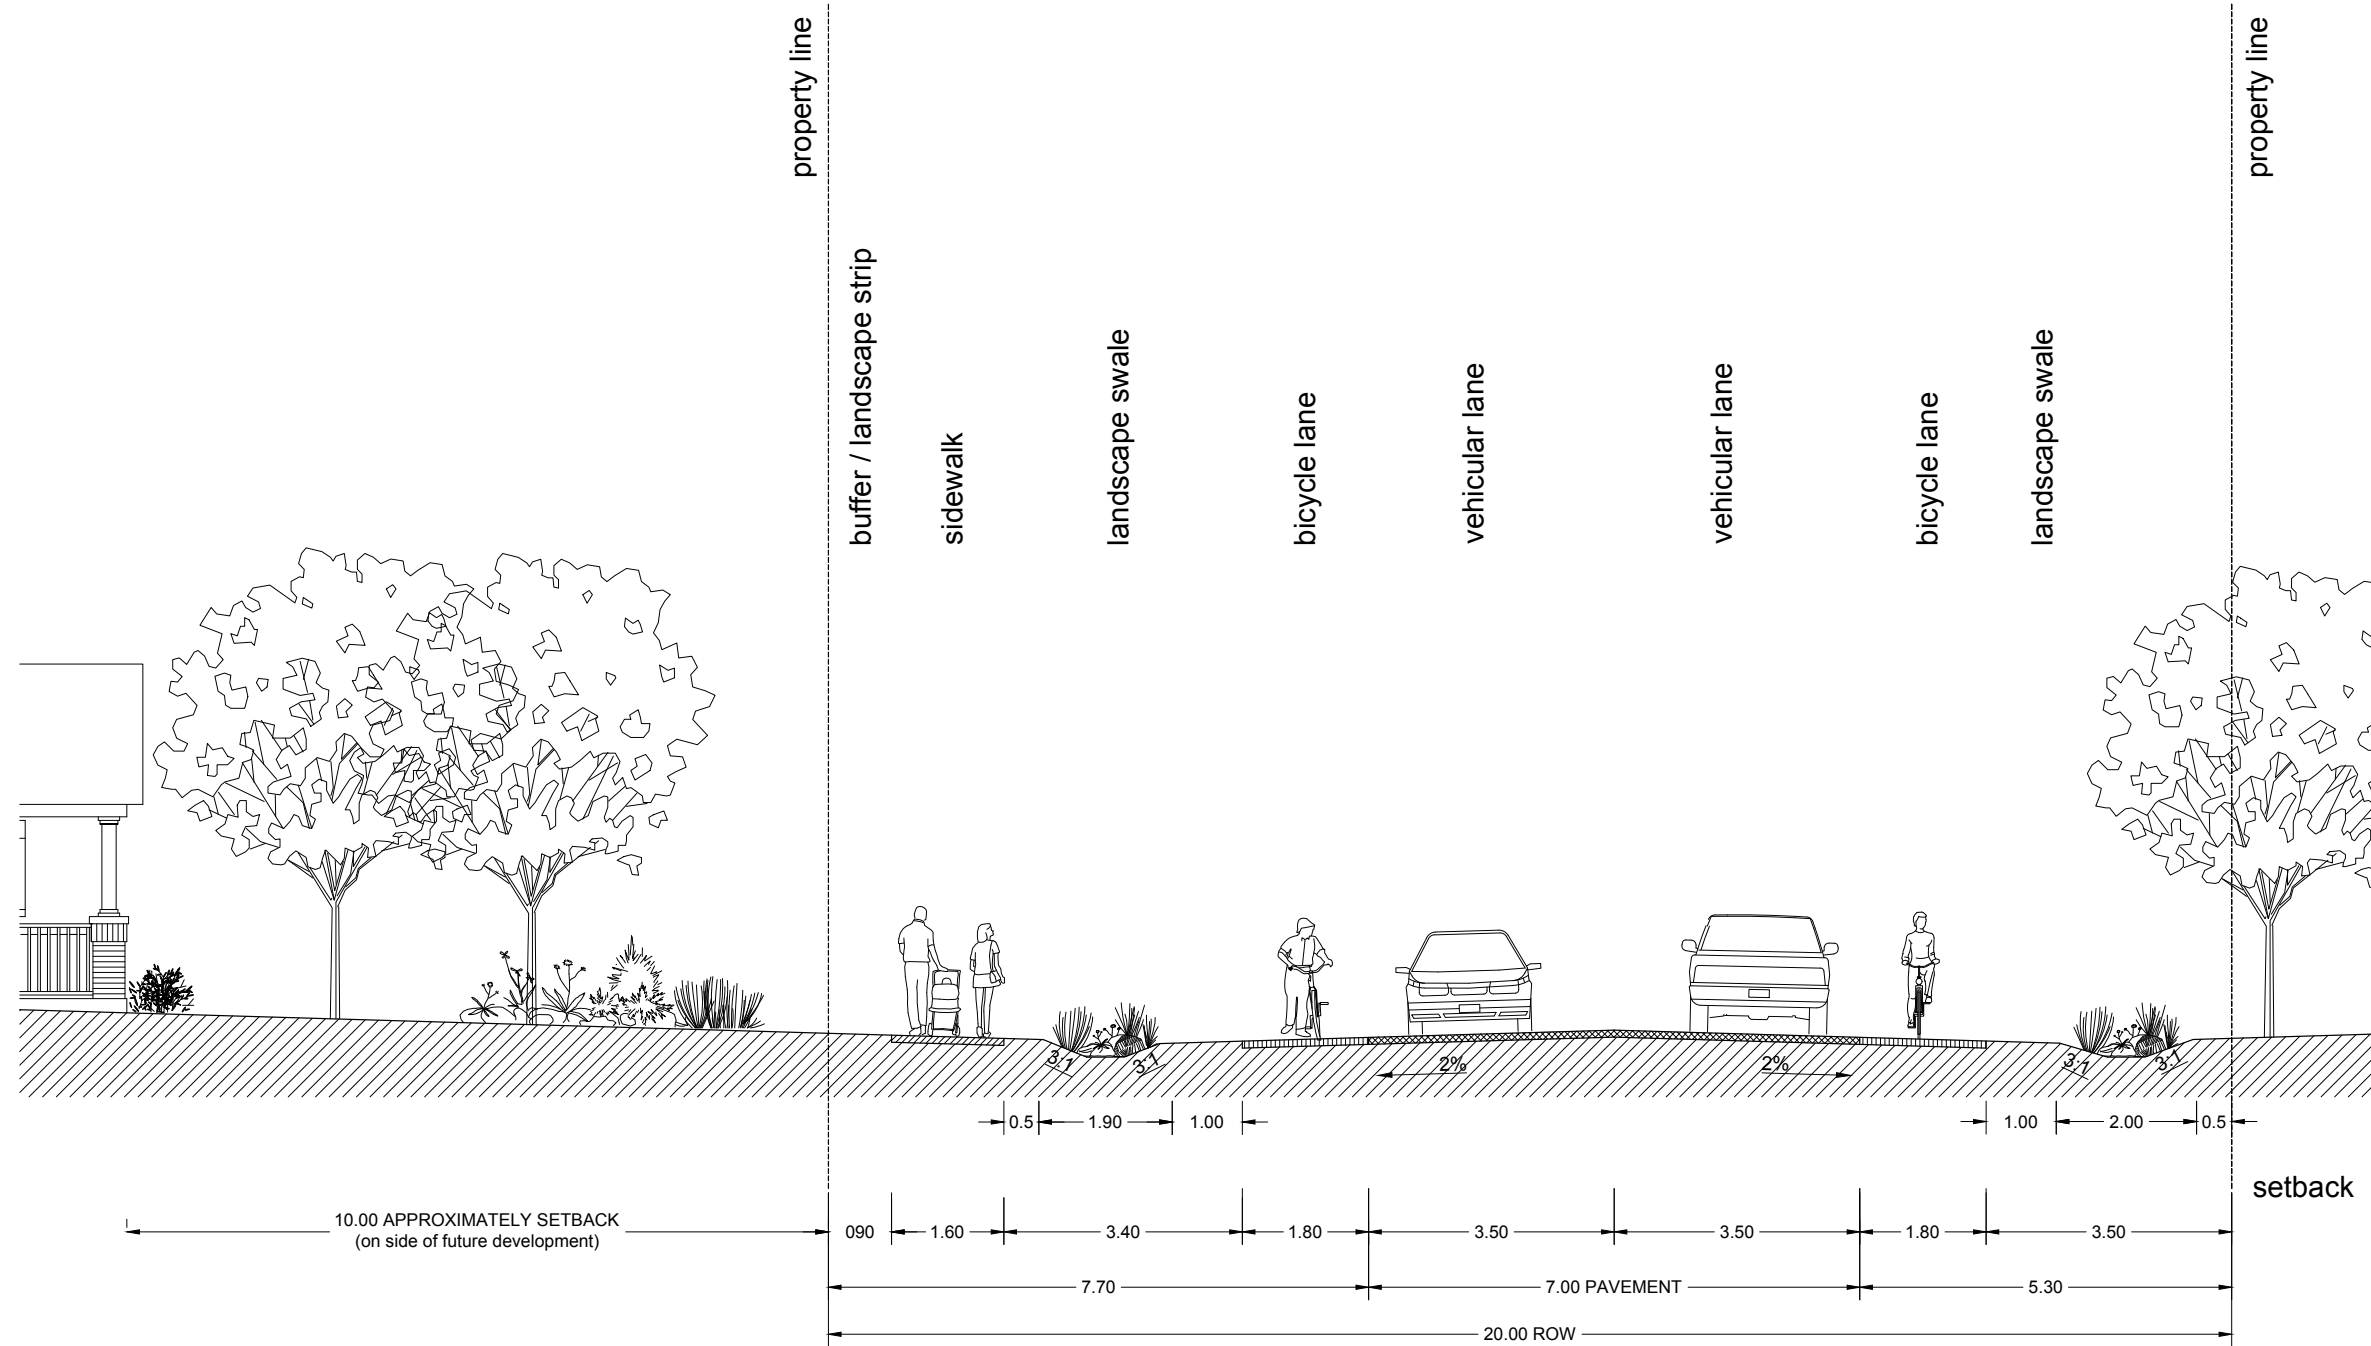 property line
property line
buffer / landscape strip
sidewalk
landscape swale
bicycle lane
vehicular lane
vehicular lane
bicycle lane
landscape swale
3:1
3:1
2%
2%
3:1
3:1
0.5
1.90
1.00
1.00
2.00
0.5
setback
10.00 APPROXIMATELY SETBACK
(on side of future development)
090
1.60
3.40
1.80
3.50
3.50
1.80
3.50
7.70
7.00 PAVEMENT
5.30
20.00 ROW